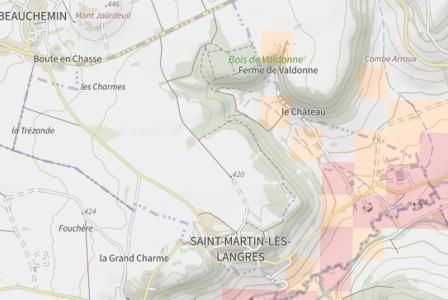 446
BEAUCHEMIN
Mont Jourdeuil
Boute en Chasse
Bois de Valdonne
Combe Arroux
Ferme de Valdonne
les Charmes
le Château
la Trézande
420
424
Fouchère
SAINT-MARTIN-LÈS-
LANGRES
la Grand Charme